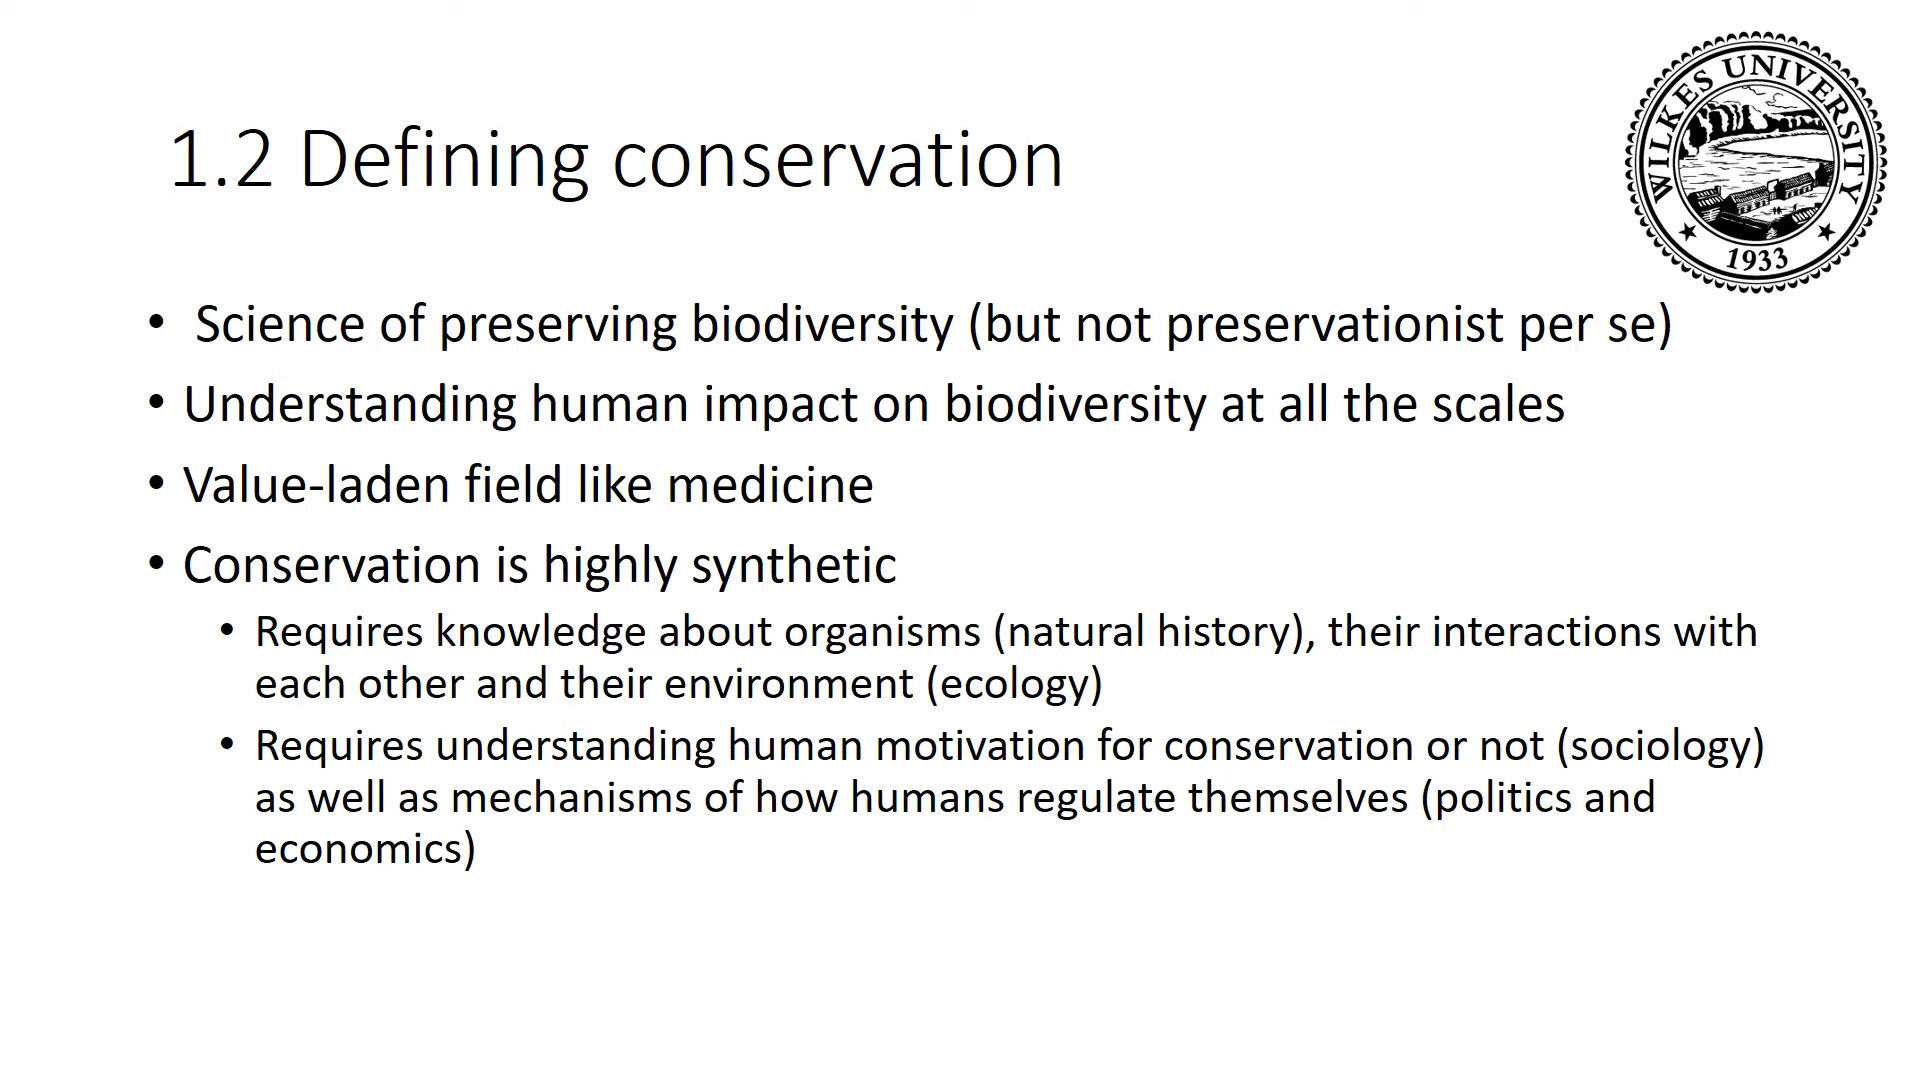 1.2 Defining conservation
WILKES UNIVERSITY
1933
• Science of preserving biodiversity (but not preservationist per se)
• Understanding human impact on biodiversity at all the scales
• Value-laden field like medicine
• Conservation is highly synthetic
• Requires knowledge about organisms (natural history), their interactions with
each other and their environment (ecology)
• Requires understanding human motivation for conservation or not (sociology)
as well as mechanisms of how humans regulate themselves (politics and
economics)